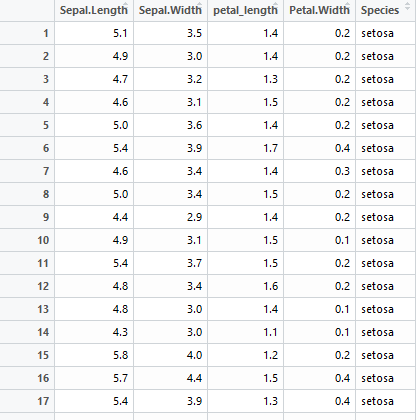 Sepal.Length Sepal.Width petal_length Petal.Width Species
1 5.1 3.5 1.4 0.2 setosa
2 4.9 3.0 1.4 0.2 setosa
3 4.7 3.2 1.3 0.2 setosa
4 4.6 3.1 1.5 0.2 setosa
5 5.0 3.6 1.4 0.2 setosa
6 5.4 3.9 1.7 0.4 setosa
7 4.6 3.4 1.4 0.3 setosa
8 5.0 3.4 1.5 0.2 setosa
9 4.4 2.9 1.4 0.2 setosa
10 4.9 3.1 1.5 0.1 setosa
11 5.4 3.7 1.5 0.2 setosa
12 4.8 3.4 1.6 0.2 setosa
13 4.8 3.0 1.4 0.1 setosa
14 4.3 3.0 1.1 0.1 setosa
15 5.8 4.0 1.2 0.2 setosa
16 5.7 4.4 1.5 0.4 setosa
17 5.4 3.9 1.3 0.4 setosa